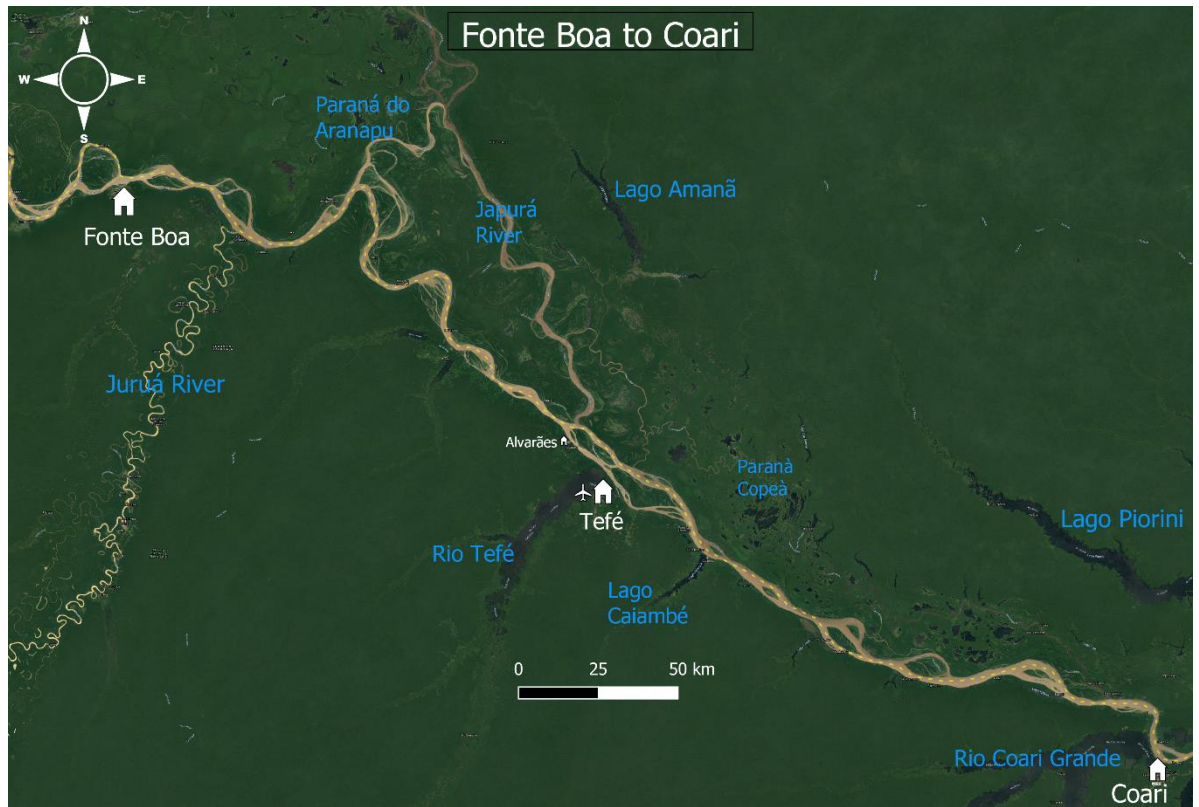 Fonte Boa to Coari
N
W
E
S
Paraná do
Aranapu
Lago Amanã
Japurá
River
Fonte Boa
Juruá River
Alvarães
Paranà
Copeà
Tefé
Lago Piorini
Rio Tefé
Lago
Caiambé
0 25 50 km
Rio Coari Grande
Coari